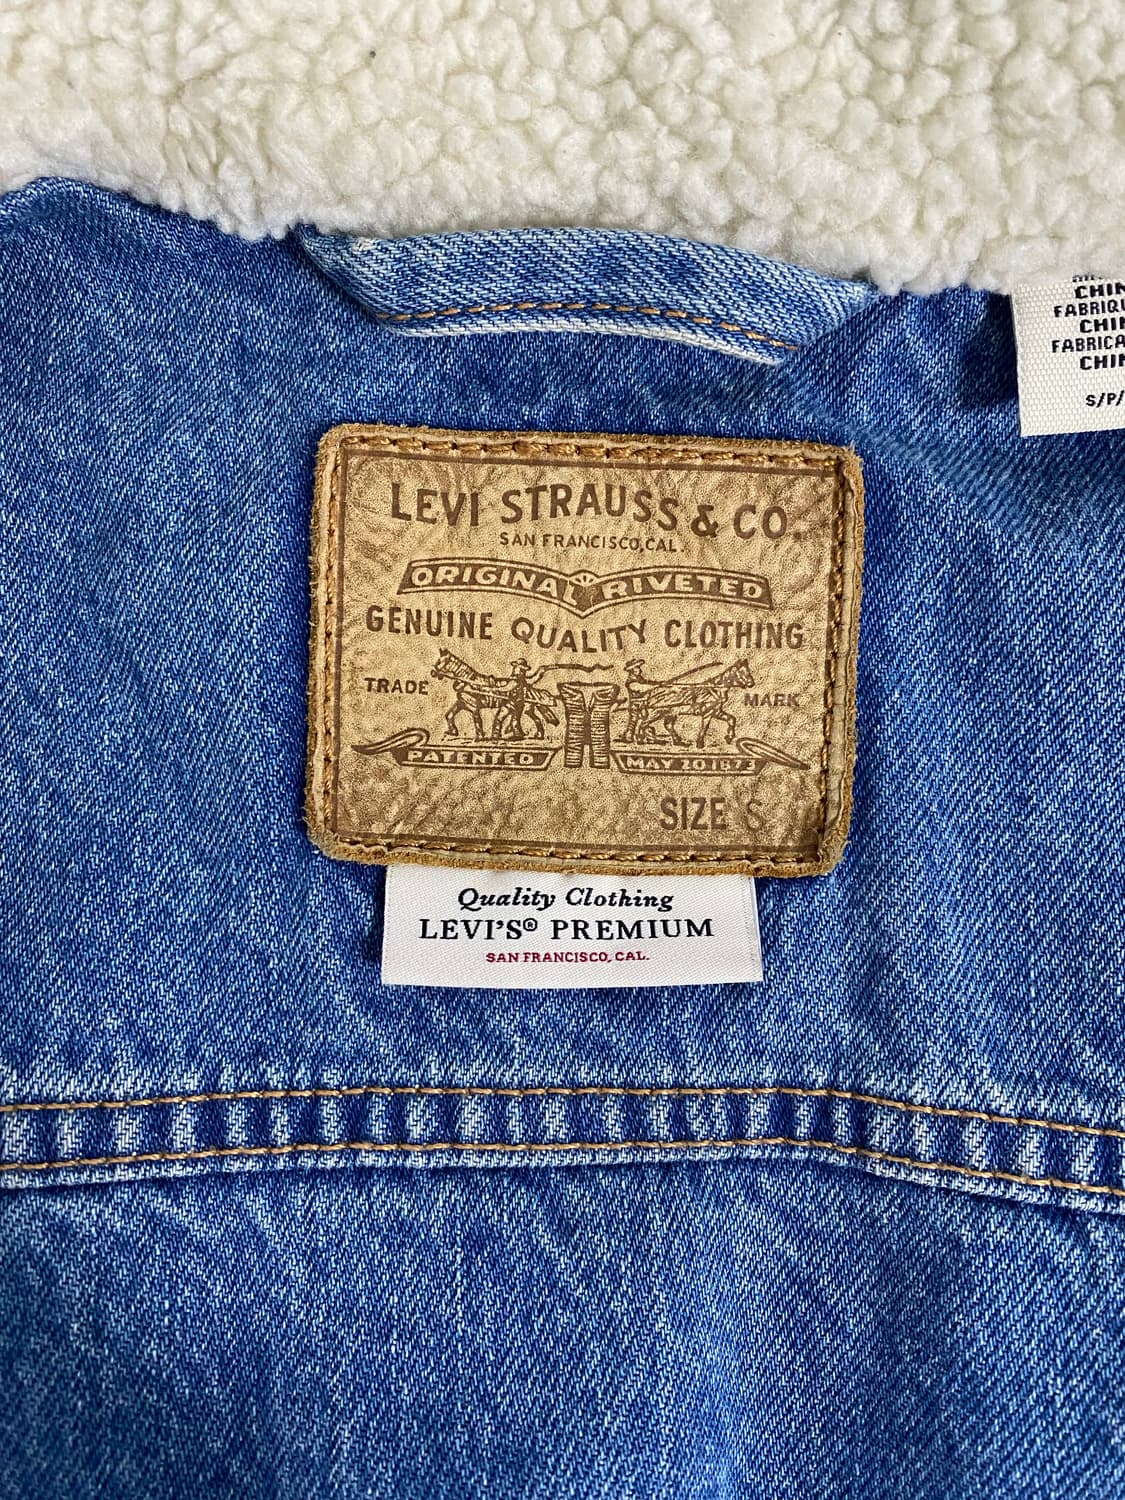 CHIN
FABRIQU
CHIN
FABRICA
CHIN
S/P/
LEVI STRAUSS & CO.
SAN FRANCISCO, CAL.
ORIGINAL RIVETED
GENUINE QUALITY CLOTHING
TRADE MARK
PATENTED MAY 20 1873
SIZE S
Quality Clothing
LEVI'S® PREMIUM
SAN FRANCISCO, CAL.